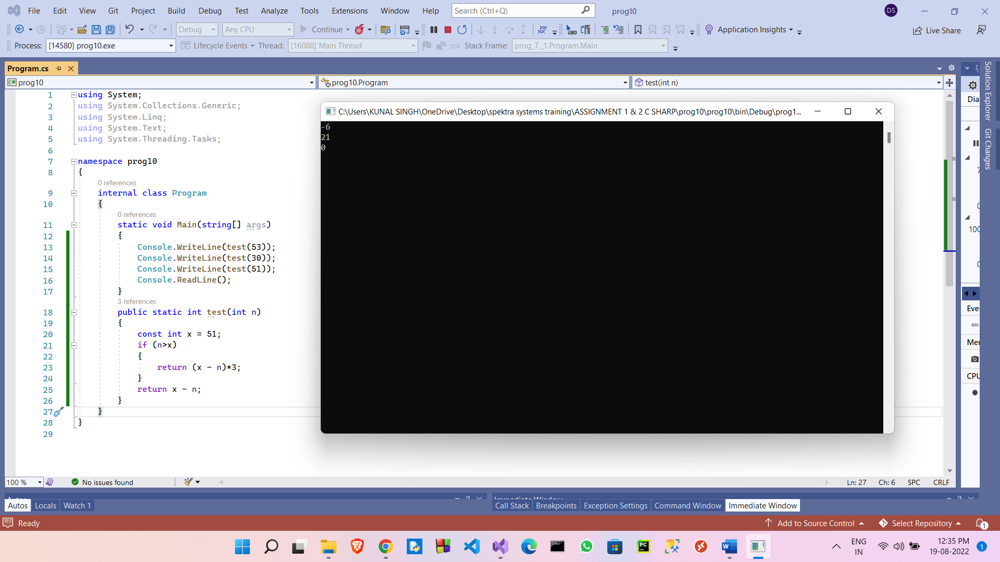 File Edit View Git Project Build Debug Test Analyze Tools Extensions Window Help Search (Ctrl+Q) prog10 DS
Debug Any CPU Continue Application Insights Live Share
Process: [14580] prog10.exe Lifecycle Events Thread: [16088] Main Thread Stack Frame: prog_7._1.Program.Main
Program.cs
prog10 prog10.Program test(int n)
1 using System;
2 using System.Collections.Generic;
3 using System.Linq;
4 using System.Text;
5 using System.Threading.Tasks;
6
7 namespace prog10
8 {
0 references
9 internal class Program
10 {
0 references
11 static void Main(string[] args)
12 {
13 Console.WriteLine(test(53));
14 Console.WriteLine(test(30));
15 Console.WriteLine(test(51));
16 Console.ReadLine();
17 }
3 references
18 public static int test(int n)
19 {
20 const int x = 51;
21 if (n>x)
22 {
23 return (x - n)*3;
24 }
25 return x - n;
26 }
27 }
28 }
29
C:\Users\KUNAL SINGH\OneDrive\Desktop\spektra systems training\ASSIGNMENT 1 & 2 C SHARP\prog10\prog10\bin\Debug\prog1...
-6
21
0
Solution Explorer
Git Changes
Dia
7
0
100
0
Eve
Me
CPU
100 % No issues found Ln: 27 Ch: 6 SPC CRLF
Autos Immediate Window
Autos Locals Watch 1 Call Stack Breakpoints Exception Settings Command Window Immediate Window
Ready Add to Source Control Select Repository 1
PC
ENG
IN
12:35 PM
19-08-2022
1